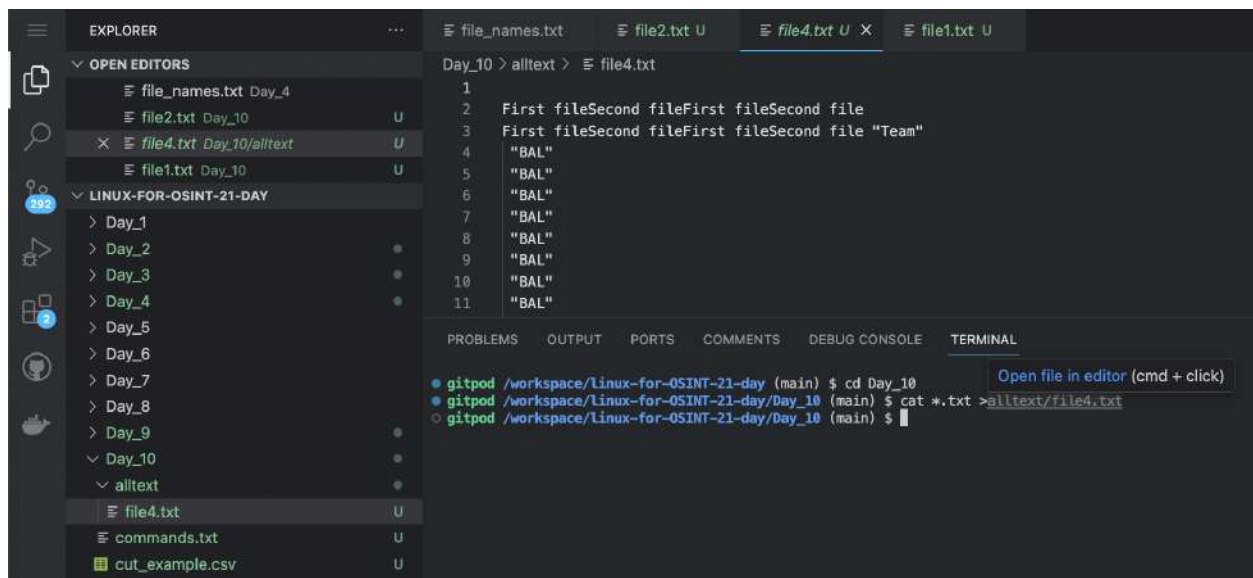 EXPLORER
OPEN EDITORS
file_names.txt Day_4
file2.txt Day_10 U
file4.txt Day_10/alltext U
file1.txt Day_10 U
LINUX-FOR-OSINT-21-DAY
Day_1
Day_2
Day_3
Day_4
Day_5
Day_6
Day_7
Day_8
Day_9
Day_10
alltext
file4.txt U
commands.txt U
cut_example.csv U
292
2
file_names.txt file2.txt U file4.txt U file1.txt U
Day_10 > alltext > file4.txt
1
2 First fileSecond fileFirst fileSecond file
3 First fileSecond fileFirst fileSecond file "Team"
4 "BAL"
5 "BAL"
6 "BAL"
7 "BAL"
8 "BAL"
9 "BAL"
10 "BAL"
11 "BAL"
PROBLEMS OUTPUT PORTS COMMENTS DEBUG CONSOLE TERMINAL
Open file in editor (cmd + click)
gitpod /workspace/linux-for-OSINT-21-day (main) $ cd Day_10
gitpod /workspace/linux-for-OSINT-21-day/Day_10 (main) $ cat *.txt >alltext/file4.txt
gitpod /workspace/linux-for-OSINT-21-day/Day_10 (main) $